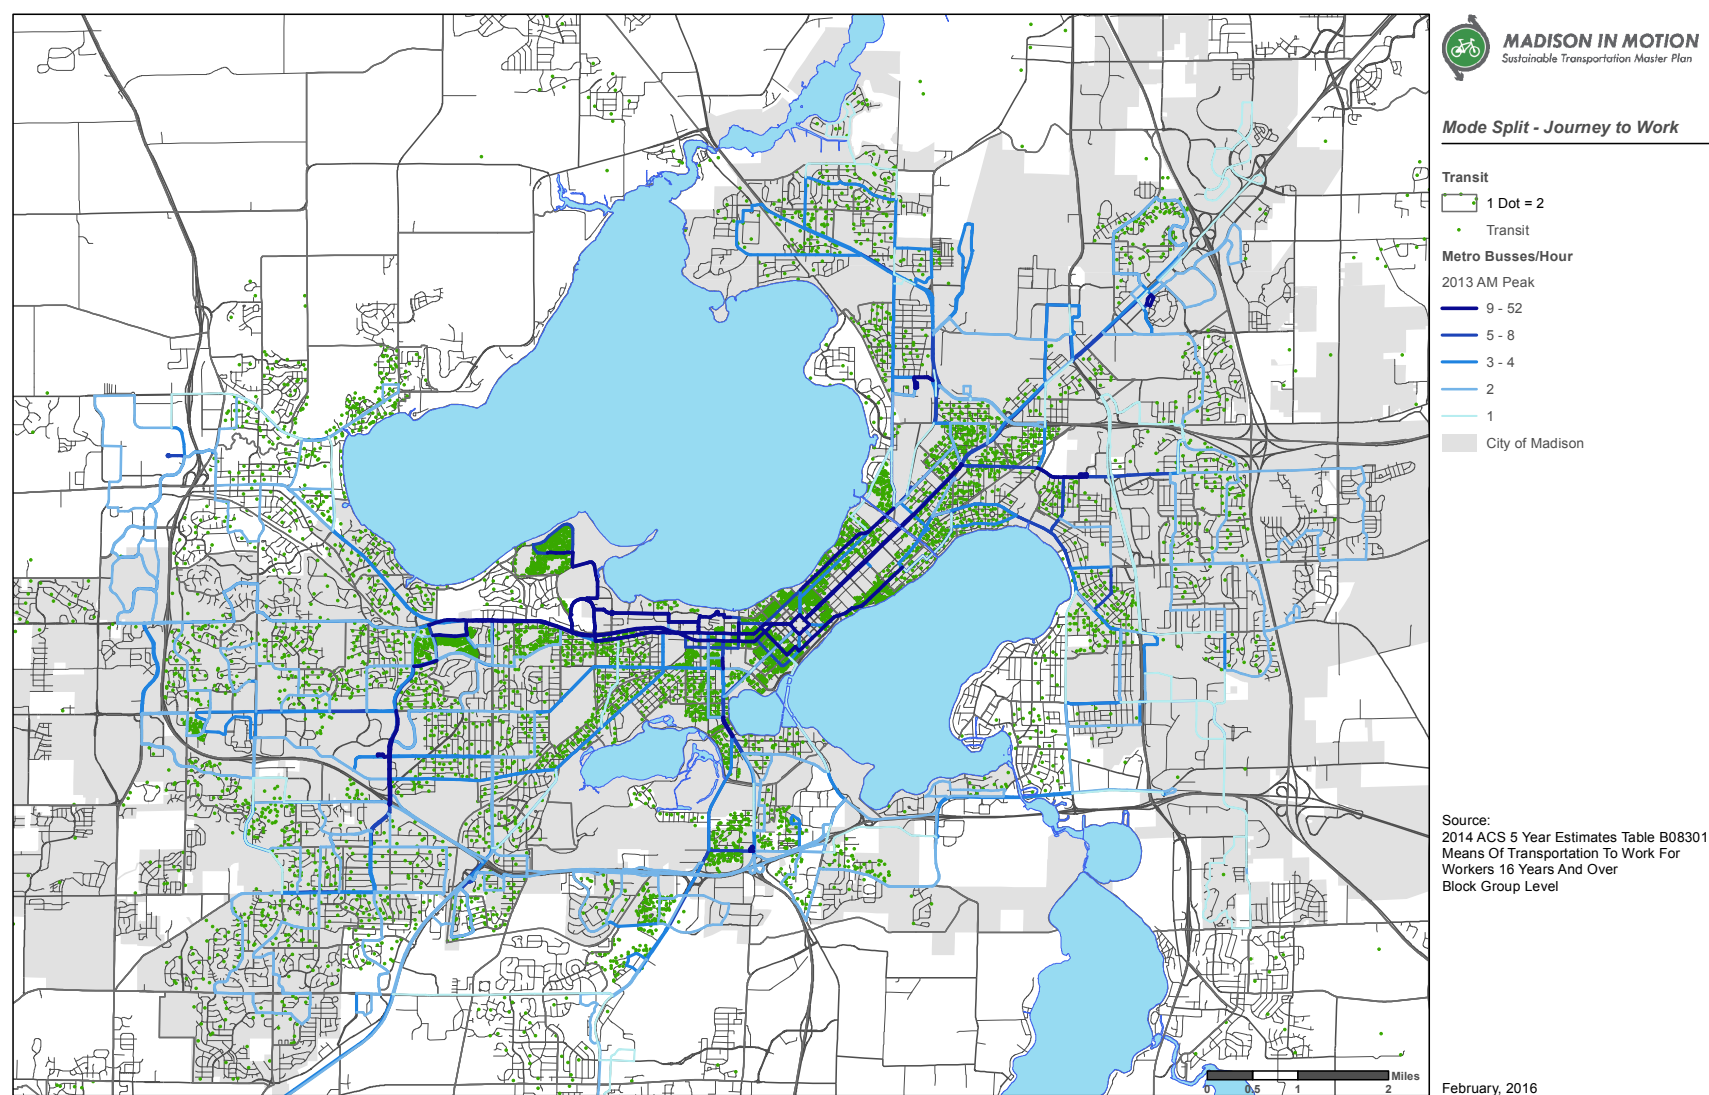 MADISON IN MOTION
Sustainable Transportation Master Plan
Mode Split - Journey to Work
Transit
1 Dot = 2
Transit
Metro Busses/Hour
2013 AM Peak
9 - 52
5 - 8
3 - 4
2
1
City of Madison
Source:
2014 ACS 5 Year Estimates Table B08301
Means Of Transportation To Work For
Workers 16 Years And Over
Block Group Level
Miles
0 0.5 1 2
February, 2016